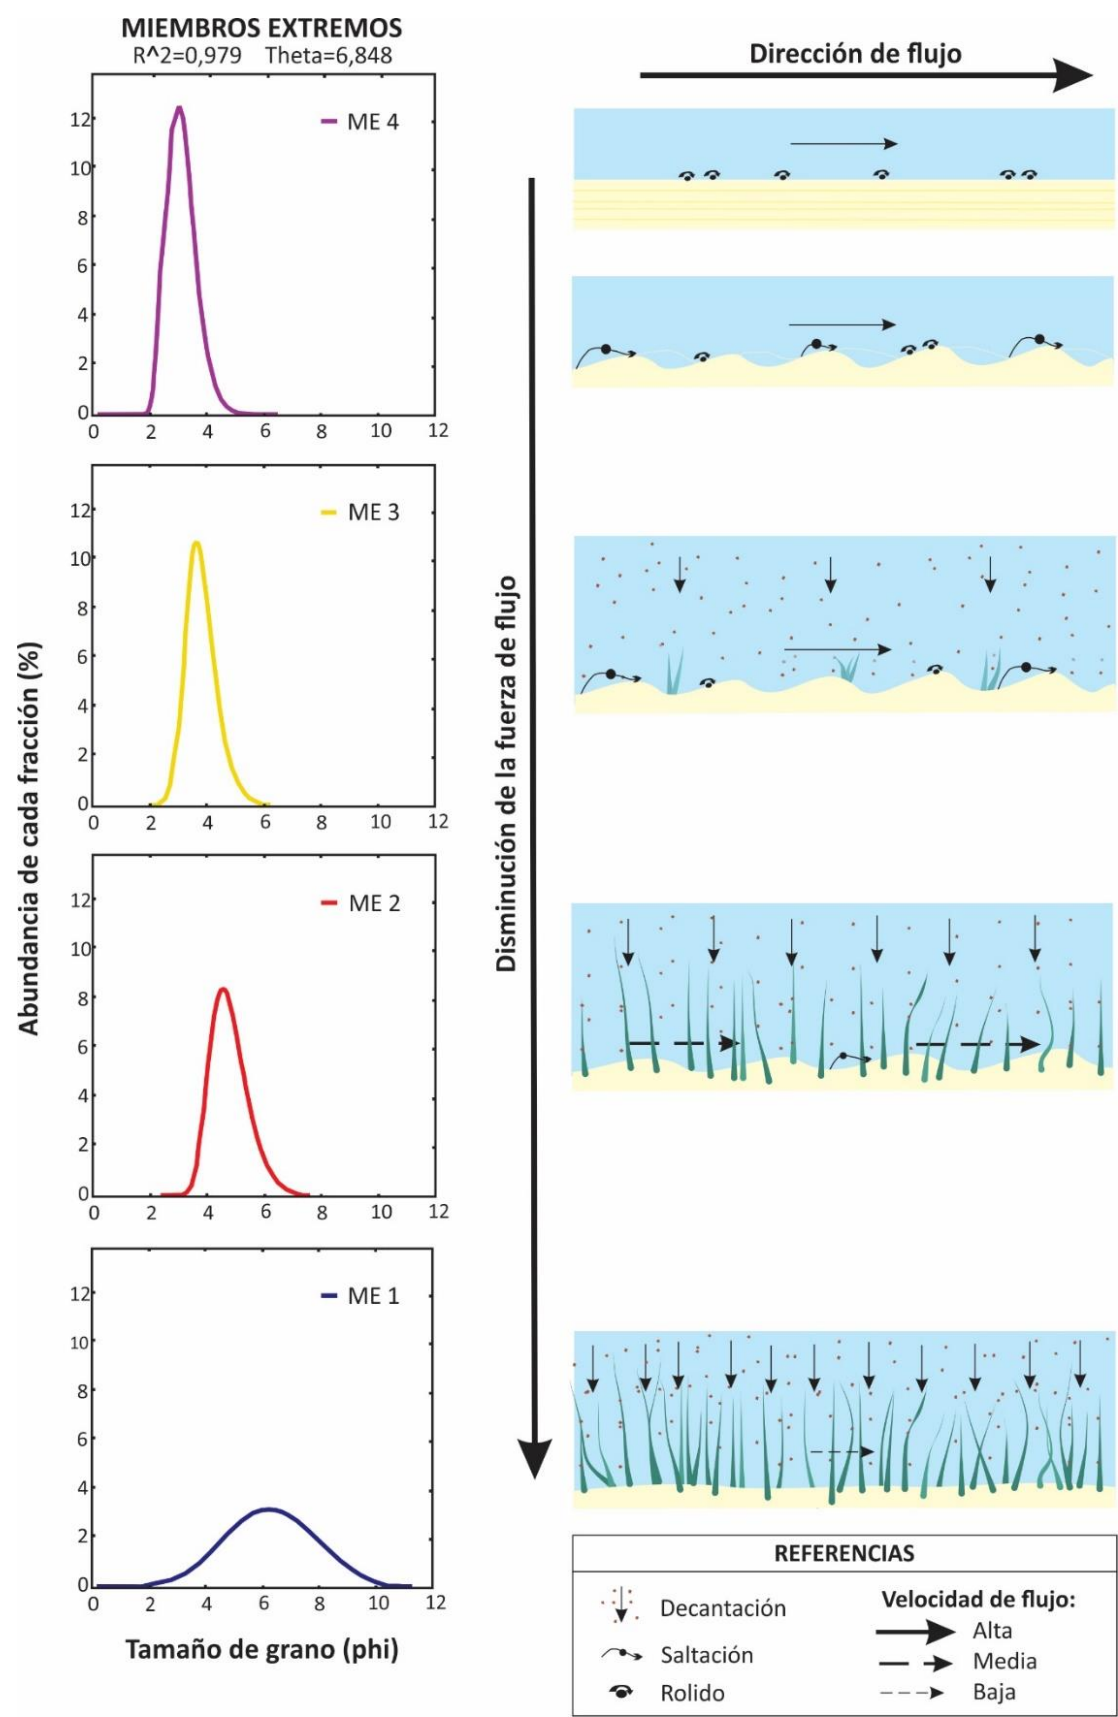 MIEMBROS EXTREMOS
R^2=0,979 Theta=6,848
ME 4
12
10
8
6
4
2
0
0 2 4 6 8 10 12
ME 3
12
10
8
6
4
2
0
0 2 4 6 8 10 12
ME 2
12
10
8
6
4
2
0
0 2 4 6 8 10 12
ME 1
12
10
8
6
4
2
0
0 2 4 6 8 10 12
Abundancia de cada fracción (%)
Tamaño de grano (phi)
Disminución de la fuerza de flujo
Dirección de flujo
REFERENCIAS
Decantación
Saltación
Rolido
Velocidad de flujo:
Alta
Media
Baja